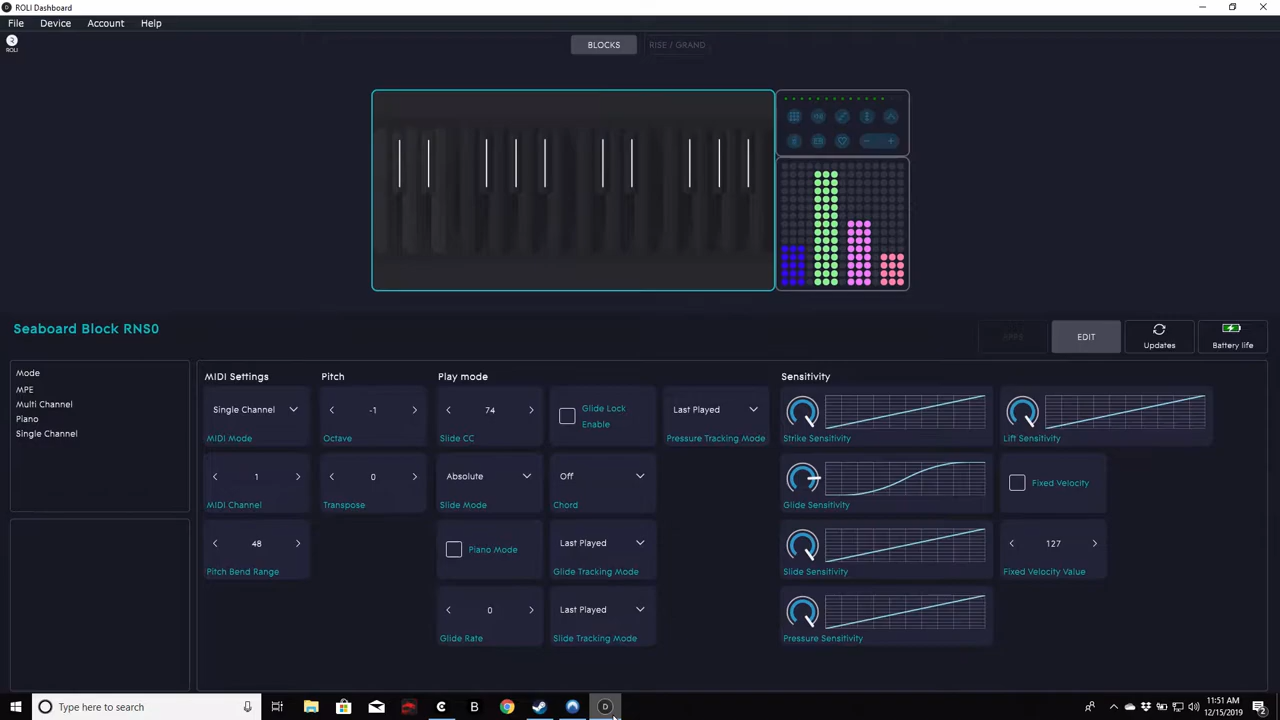 ROLI Dashboard
File Device Account Help
ROLI
BLOCKS RISE / GRAND
Seaboard Block RNS0
EDIT
Updates
Battery life
Mode
MPE
Multi Channel
Piano
Single Channel
MIDI Settings
Single Channel
MIDI Mode
1
MIDI Channel
48
Pitch Bend Range
Pitch
-1
Octave
0
Transpose
Play mode
74
Slide CC
Absolute
Slide Mode
Piano Mode
0
Glide Rate
Glide Lock
Enable
Off
Chord
Last Played
Glide Tracking Mode
Last Played
Slide Tracking Mode
Last Played
Pressure Tracking Mode
Sensitivity
Strike Sensitivity
Glide Sensitivity
Slide Sensitivity
Pressure Sensitivity
Lift Sensitivity
Fixed Velocity
127
Fixed Velocity Value
Type here to search
11:51 AM
12/15/2019